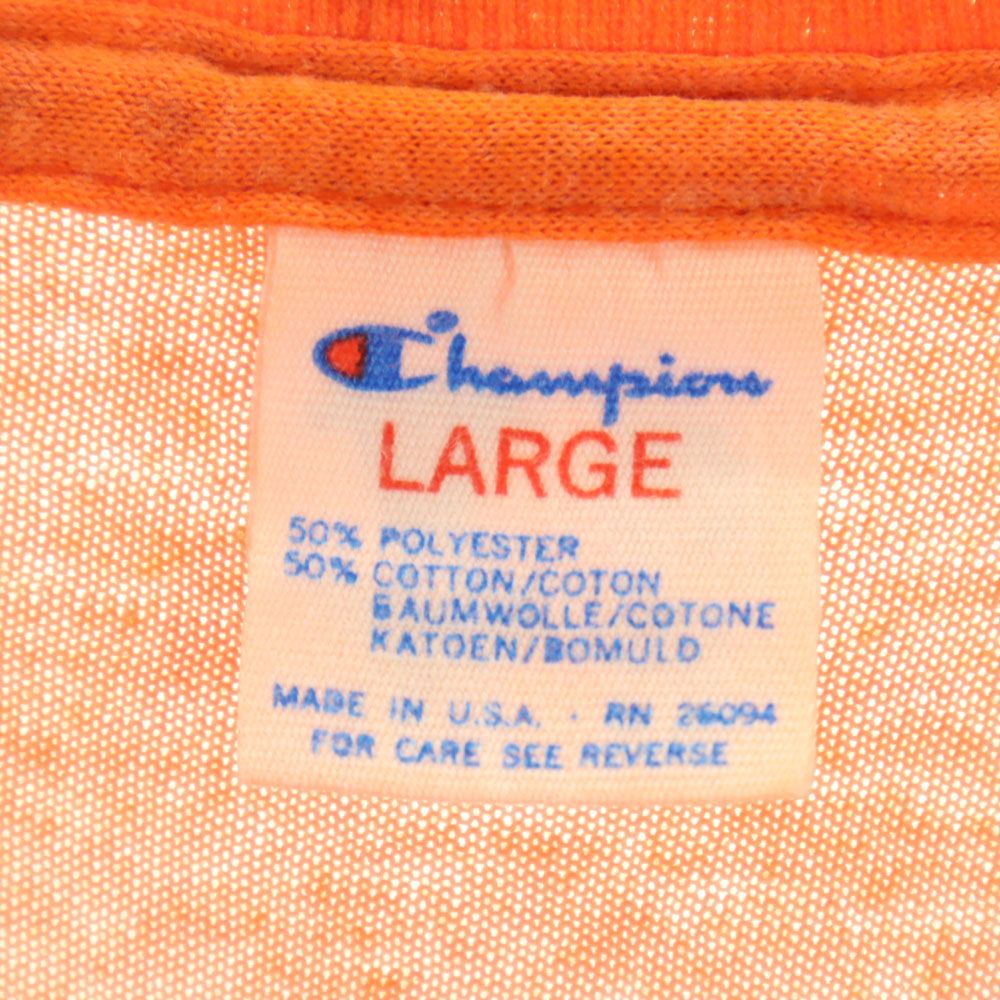 Champion
LARGE
50% POLYESTER
50% COTTON/COTON
BAUMWOLLE/COTONE
KATOEN/BOMULD
MADE IN U.S.A. · RN 26094
FOR CARE SEE REVERSE